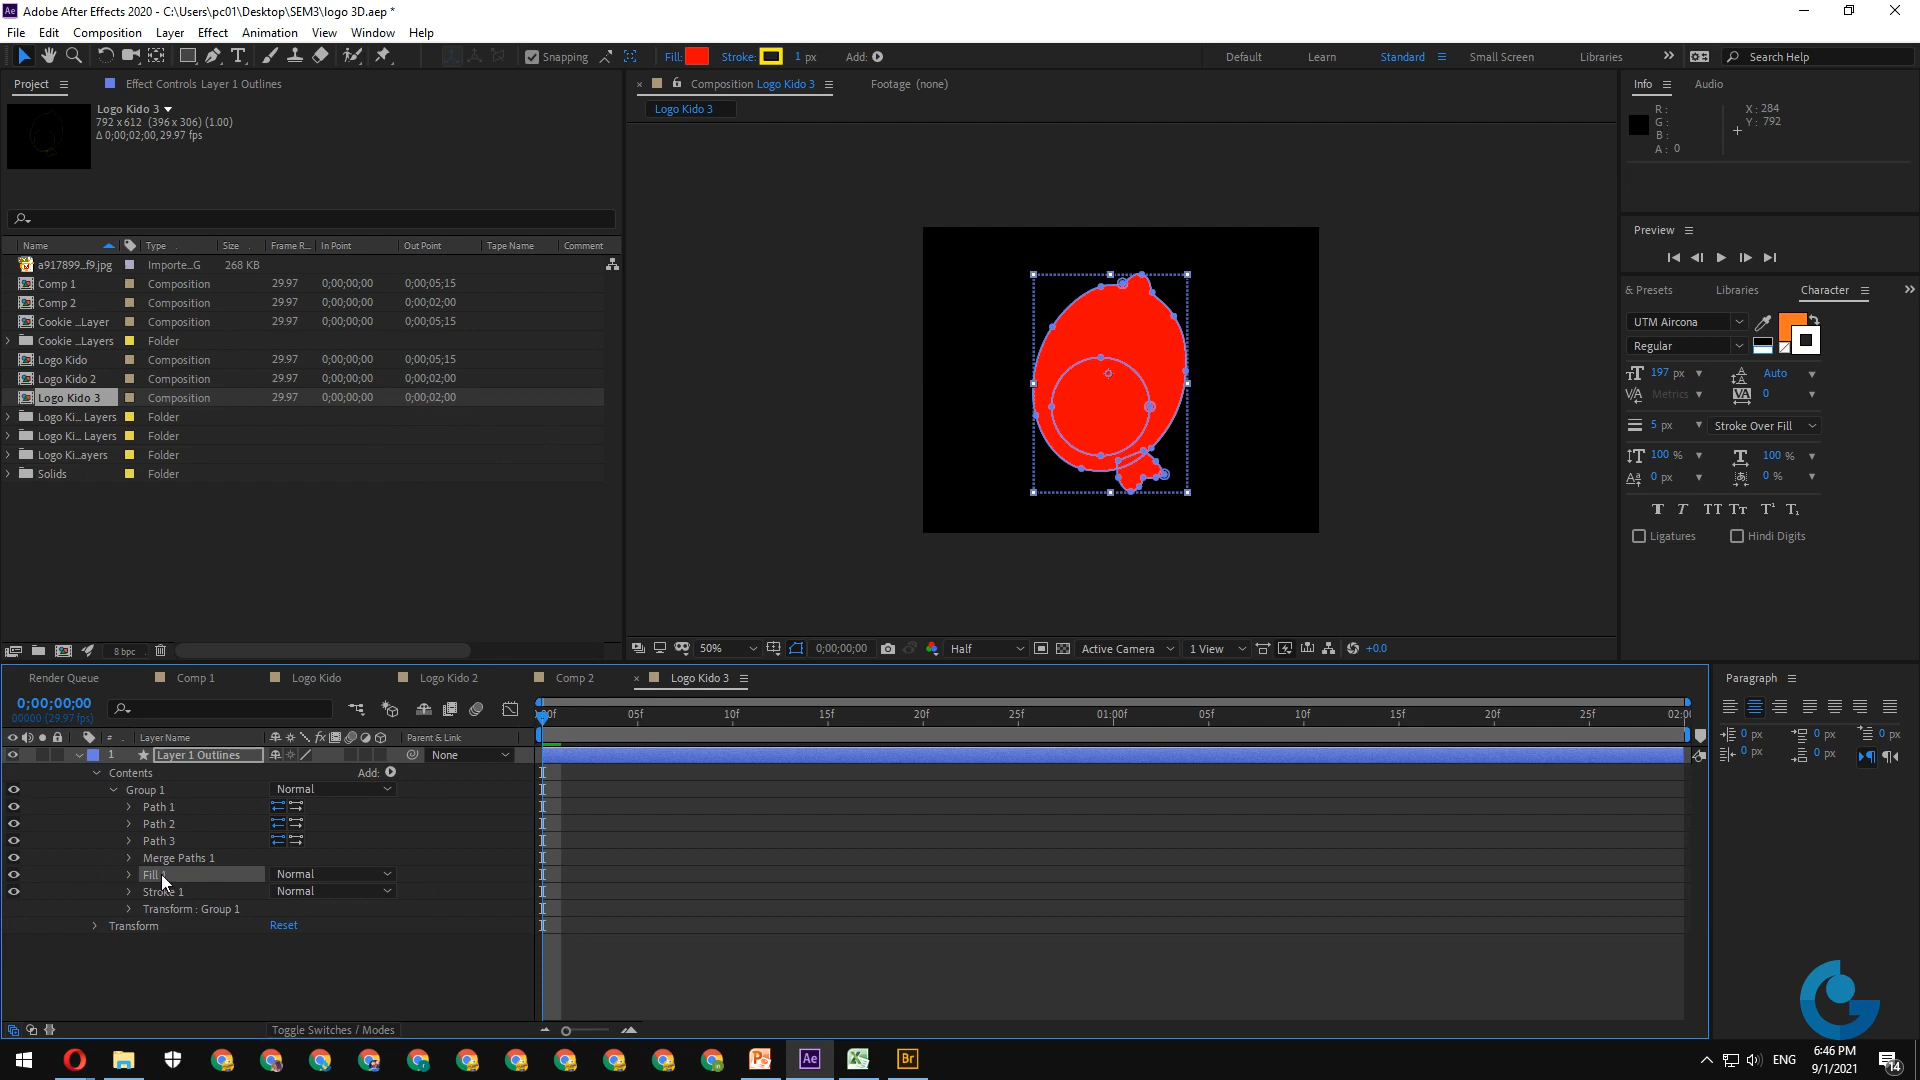 Adobe After Effects 2020 - C:\Users\pc01\Desktop\SEM3\logo 3D.aep *
File Edit Composition Layer Effect Animation View Window Help
Snapping Fill: Stroke: 1 px Add: Default Learn Standard Small Screen Libraries Search Help
Project Effect Controls Layer 1 Outlines Composition Logo Kido 3 Footage (none) Info Audio
Logo Kido 3
792 x 612 (396 x 306) (1.00)
Δ 0;00;02;00, 29.97 fps
Logo Kido 3
R: X: 284
G: Y: 792
B:
A: 0
Preview
Name Type Size Frame R... In Point Out Point Tape Name Comment
a917899...f9.jpg Importe...G 268 KB
Comp 1 Composition 29.97 0;00;00;00 0;00;05;15
Comp 2 Composition 29.97 0;00;00;00 0;00;02;00
Cookie ...Layer Composition 29.97 0;00;00;00 0;00;05;15
Cookie ...Layers Folder
Logo Kido Composition 29.97 0;00;00;00 0;00;05;15
Logo Kido 2 Composition 29.97 0;00;00;00 0;00;02;00
Logo Kido 3 Composition 29.97 0;00;00;00 0;00;02;00
Logo Ki... Layers Folder
Logo Ki... Layers Folder
Logo Ki...ayers Folder
Solids Folder
& Presets Libraries Character
UTM Aircona
Regular
197 px Auto
Metrics 0
5 px Stroke Over Fill
100 % 100 %
0 px 0 %
Ligatures Hindi Digits
8 bpc 50% 0;00;00;00 Half Active Camera 1 View +0.0
Render Queue Comp 1 Logo Kido Logo Kido 2 Comp 2 Logo Kido 3
Paragraph
0;00;00;00
00000 (29.97 fps)
05f 10f 15f 20f 25f 01:00f 05f 10f 15f 20f 25f
0 px 0 px 0 px
0 px 0 px
# Layer Name fx Parent & Link
1 Layer 1 Outlines None
Contents Add:
Group 1 Normal
Path 1
Path 2
Path 3
Merge Paths 1
Fill 1 Normal
Stroke 1 Normal
Transform : Group 1
Transform Reset
Toggle Switches / Modes
Ae Br ENG 6:46 PM
9/1/2021 14